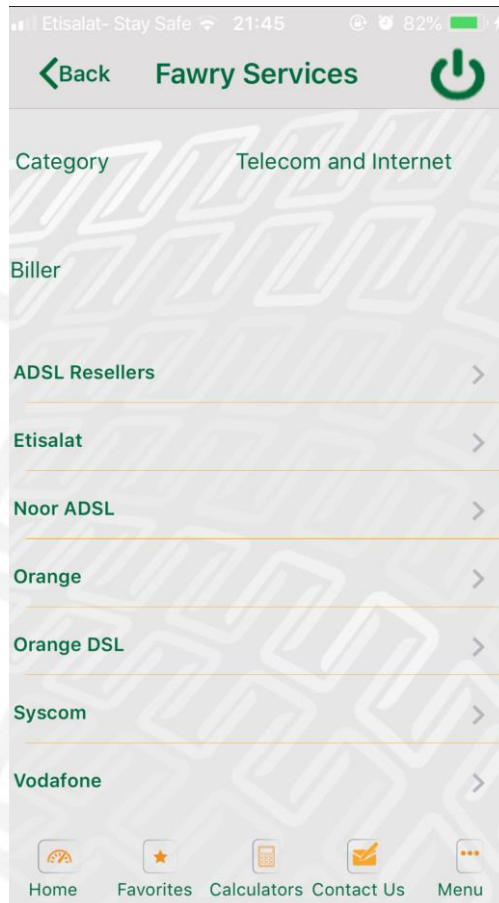 Etisalat- Stay Safe 21:45 82%
Back Fawry Services
Category Telecom and Internet
Biller
ADSL Resellers
Etisalat
Noor ADSL
Orange
Orange DSL
Syscom
Vodafone
Home Favorites Calculators Contact Us Menu